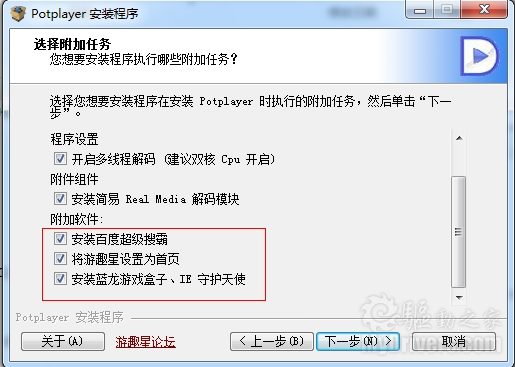 Potplayer 安装程序
选择附加任务
您想要安装程序执行哪些附加任务？
选择您想要安装程序在安装 Potplayer 时执行的附加任务，然后单击“下一
步”。
程序设置
开启多线程解码 (建议双核 Cpu 开启)
附件组件
安装简易 Real Media 解码模块
附加软件:
安装百度超级搜霸
将游趣星设置为首页
安装蓝龙游戏盒子、IE 守护天使
Potplayer 安装程序
关于(A)
游趣星论坛
< 上一步(B)
下一步(N) >
取消
驱动之家
mydrivers.com